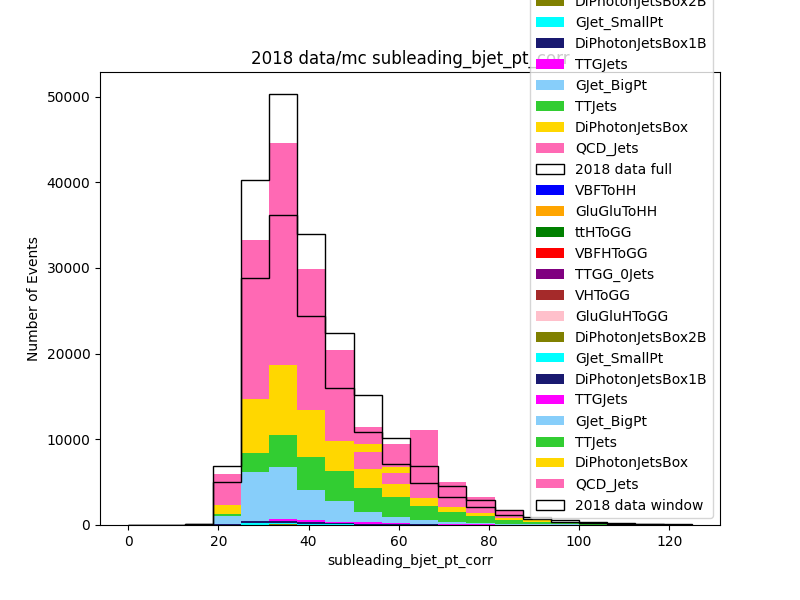 2018 data/mc subleading_bjet_pt_corr
Number of Events
50000
40000
30000
20000
10000
0
0
20
40
60
80
100
120
subleading_bjet_pt_corr
DiPhotonJetsBox2B
GJet_SmallPt
DiPhotonJetsBox1B
TTGJets
GJet_BigPt
TTJets
DiPhotonJetsBox
QCD_Jets
2018 data full
VBFToHH
GluGluToHH
ttHToGG
VBFHToGG
TTGG_0Jets
VHToGG
GluGluHToGG
DiPhotonJetsBox2B
GJet_SmallPt
DiPhotonJetsBox1B
TTGJets
GJet_BigPt
TTJets
DiPhotonJetsBox
QCD_Jets
2018 data window